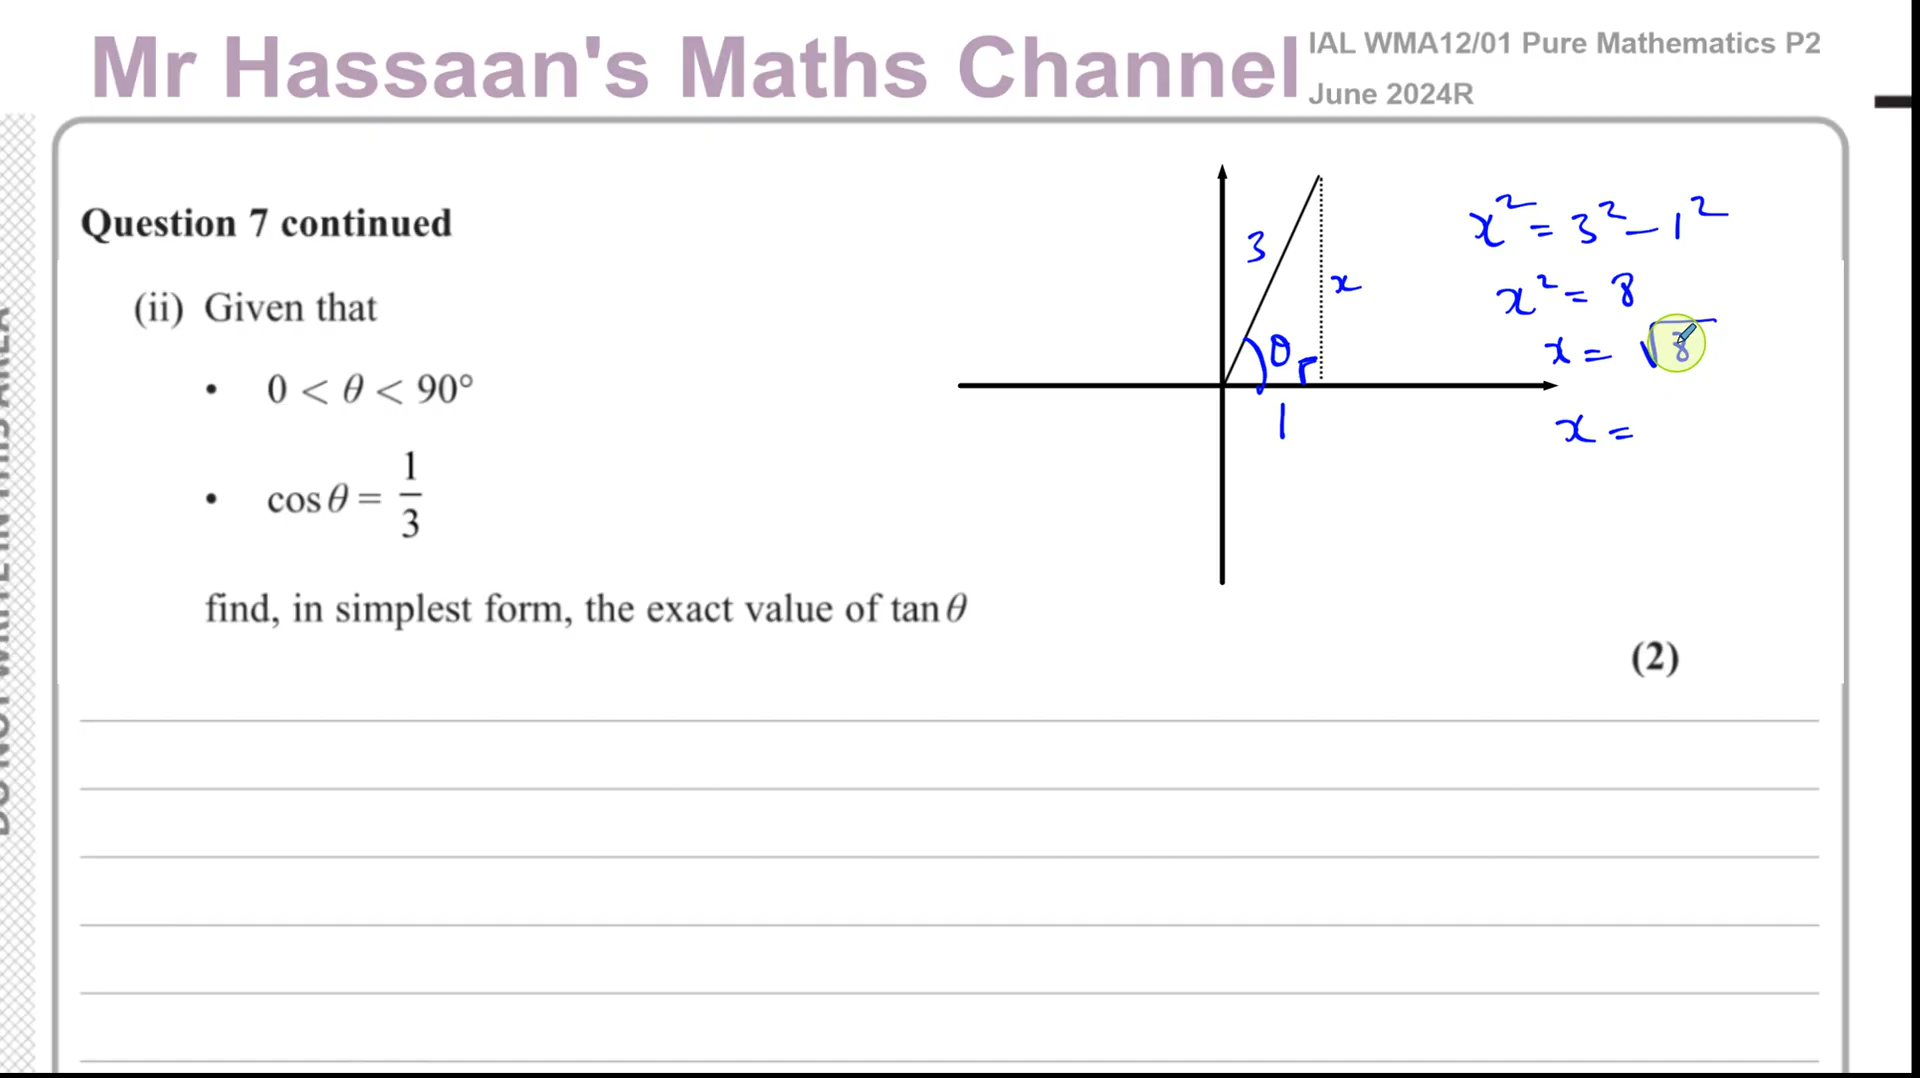 Mr Hassaan's Maths Channel
IAL WMA12/01 Pure Mathematics P2
June 2024R
Question 7 continued
(ii) Given that
• 0 < θ < 90°
• cos θ = 1/3
find, in simplest form, the exact value of tan θ
(2)
3
x
θ
1
x² = 3² − 1²
x² = 8
x = √8
x =